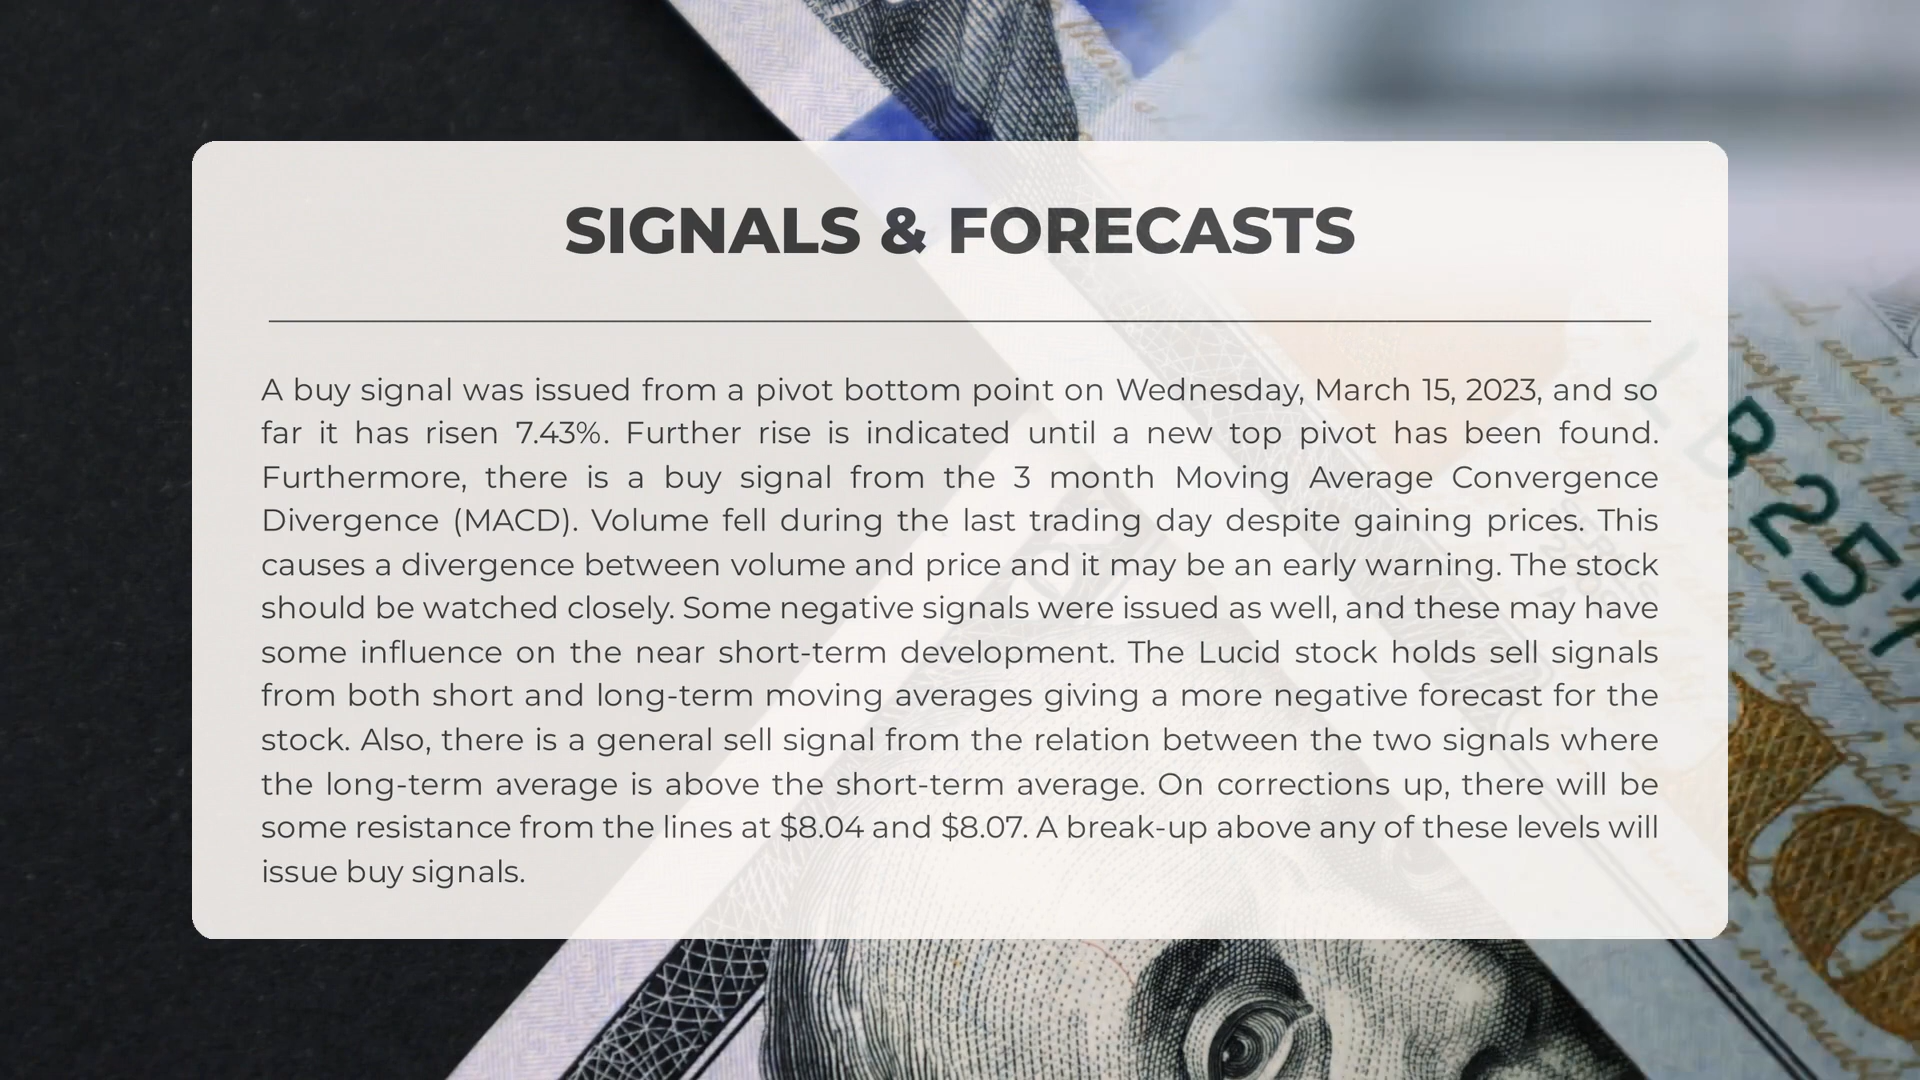 SIGNALS & FORECASTS
A buy signal was issued from a pivot bottom point on Wednesday, March 15, 2023, and so
far it has risen 7.43%. Further rise is indicated until a new top pivot has been found.
Furthermore, there is a buy signal from the 3 month Moving Average Convergence
Divergence (MACD). Volume fell during the last trading day despite gaining prices. This
causes a divergence between volume and price and it may be an early warning. The stock
should be watched closely. Some negative signals were issued as well, and these may have
some influence on the near short-term development. The Lucid stock holds sell signals
from both short and long-term moving averages giving a more negative forecast for the
stock. Also, there is a general sell signal from the relation between the two signals where
the long-term average is above the short-term average. On corrections up, there will be
some resistance from the lines at $8.04 and $8.07. A break-up above any of these levels will
issue buy signals.
LB25